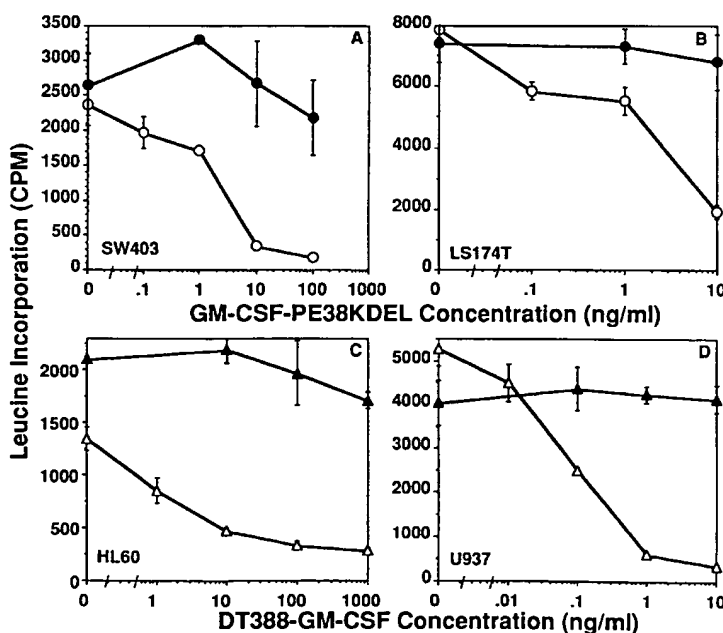 Leucine Incorporation (CPM)
3500
3000
2500
2000
1500
1000
500
0
A
SW403
0 .1 1 10 100 1000
8000
6000
4000
2000
0
B
LS174T
0 .1 1 10
GM-CSF-PE38KDEL Concentration (ng/ml)
2000
1500
1000
500
0
C
HL60
0 1 10 100 1000
5000
4000
3000
2000
1000
0
D
U937
0 .01 .1 1 10
DT388-GM-CSF Concentration (ng/ml)